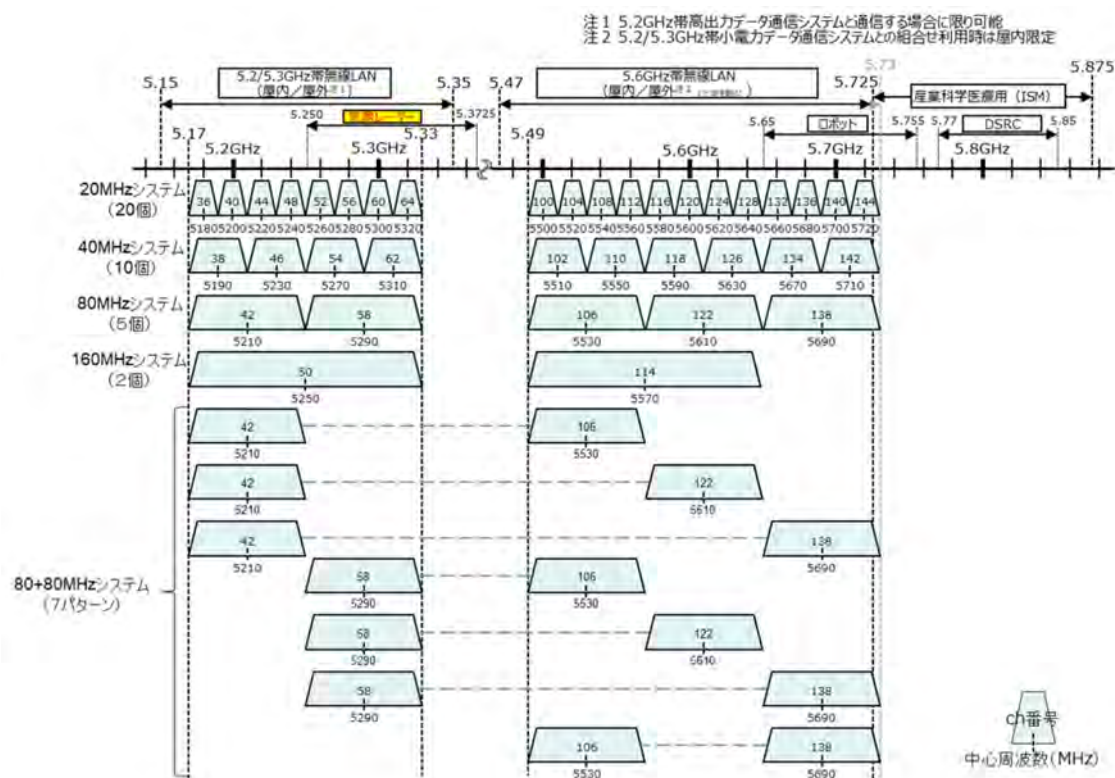 注1 5.2GHz帯高出力データ通信システムと通信する場合に限り可能
注2 5.2/5.3GHz帯小電力データ通信システムとの組合せ利用時は屋内限定
5.15 5.2/5.3GHz帯無線LAN 5.35 5.47 5.6GHz帯無線LAN 5.725 5.73 5.875
(屋内/屋外注1) (屋内/屋外注2) 産業科学医療用(ISM)
5.250 5.3725 5.65 ロボット 5.755 5.77 DSRC 5.85
5.17 5.33 5.49
5.2GHz 5.3GHz 5.6GHz 5.7GHz 5.8GHz
20MHzシステム
(20個)
36 40 44 48 52 56 60 64 100 104 108 112 116 120 124 128 132 136 140 144
5180 5200 5220 5240 5260 5280 5300 5320 5500 5520 5540 5560 5580 5600 5620 5640 5660 5680 5700 5720
40MHzシステム
(10個)
38 46 54 62 102 110 118 126 134 142
5190 5230 5270 5310 5510 5550 5590 5630 5670 5710
80MHzシステム
(5個)
42 58 106 122 138
5210 5290 5530 5610 5690
160MHzシステム
(2個)
50 114
5250 5570
42 106
5210 5530
42 122
5210 5610
42 138
5210 5690
80+80MHzシステム
(7パターン)
58 106
5290 5530
58 122
5290 5610
58 138
5290 5690
106 138
5530 5690
ch番号
中心周波数(MHz)